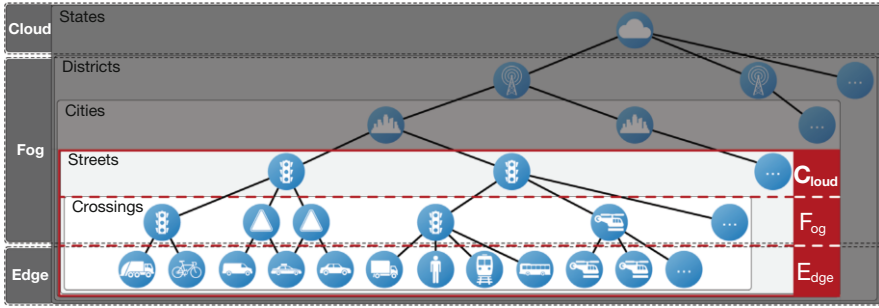 Cloud
States
Districts
...
...
Cities
Fog
Streets
...
Cloud
Crossings
...
Fog
Edge
...
Edge